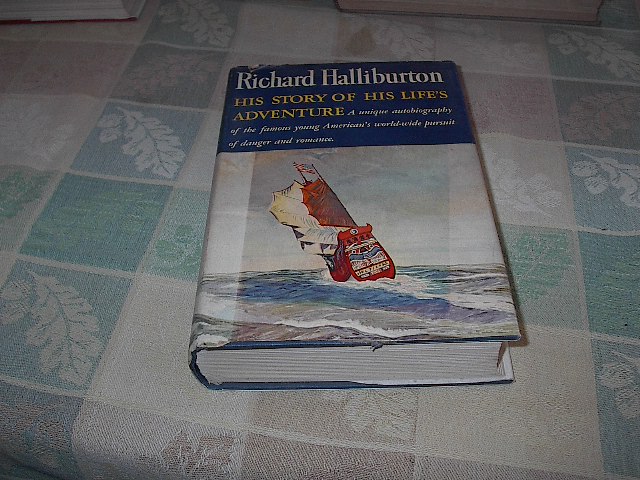 Richard Halliburton
HIS STORY OF HIS LIFE'S
ADVENTURE A unique autobiography
of the famous young American's world-wide pursuit
of danger and romance.